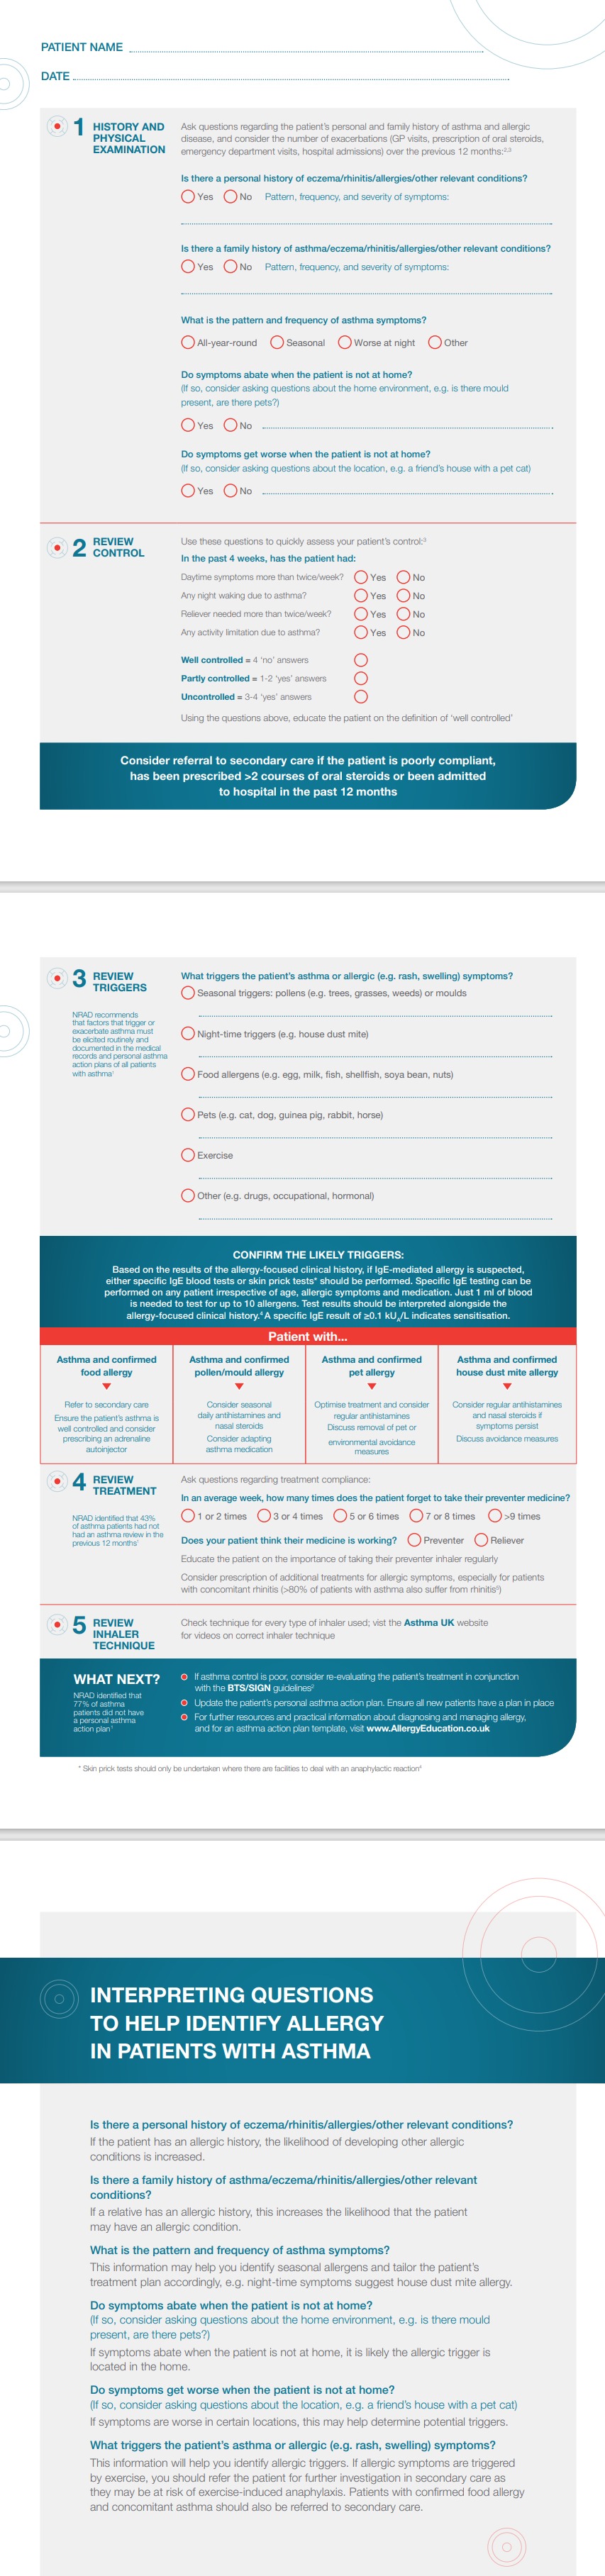 PATIENT NAME
DATE
1 HISTORY AND
PHYSICAL
EXAMINATION
Ask questions regarding the patient's personal and family history of asthma and allergic
disease, and consider the number of exacerbations (GP visits, prescription of oral steroids,
emergency department visits, hospital admissions) over the previous 12 months:2,3
Is there a personal history of eczema/rhinitis/allergies/other relevant conditions?
Yes No Pattern, frequency, and severity of symptoms:
Is there a family history of asthma/eczema/rhinitis/allergies/other relevant conditions?
Yes No Pattern, frequency, and severity of symptoms:
What is the pattern and frequency of asthma symptoms?
All-year-round Seasonal Worse at night Other
Do symptoms abate when the patient is not at home?
(If so, consider asking questions about the home environment, e.g. is there mould
present, are there pets?)
Yes No
Do symptoms get worse when the patient is not at home?
(If so, consider asking questions about the location, e.g. a friend's house with a pet cat)
Yes No
2 REVIEW
CONTROL
Use these questions to quickly assess your patient's control:3
In the past 4 weeks, has the patient had:
Daytime symptoms more than twice/week? Yes No
Any night waking due to asthma? Yes No
Reliever needed more than twice/week? Yes No
Any activity limitation due to asthma? Yes No
Well controlled = 4 'no' answers
Partly controlled = 1-2 'yes' answers
Uncontrolled = 3-4 'yes' answers
Using the questions above, educate the patient on the definition of 'well controlled'
Consider referral to secondary care if the patient is poorly compliant,
has been prescribed >2 courses of oral steroids or been admitted
to hospital in the past 12 months
3 REVIEW
TRIGGERS
NRAD recommends
that factors that trigger or
exacerbate asthma must
be elicited routinely and
documented in the medical
records and personal asthma
action plans of all patients
with asthma1
What triggers the patient's asthma or allergic (e.g. rash, swelling) symptoms?
Seasonal triggers: pollens (e.g. trees, grasses, weeds) or moulds
Night-time triggers (e.g. house dust mite)
Food allergens (e.g. egg, milk, fish, shellfish, soya bean, nuts)
Pets (e.g. cat, dog, guinea pig, rabbit, horse)
Exercise
Other (e.g. drugs, occupational, hormonal)
CONFIRM THE LIKELY TRIGGERS:
Based on the results of the allergy-focused clinical history, if IgE-mediated allergy is suspected,
either specific IgE blood tests or skin prick tests* should be performed. Specific IgE testing can be
performed on any patient irrespective of age, allergic symptoms and medication. Just 1 ml of blood
is needed to test for up to 10 allergens. Test results should be interpreted alongside the
allergy-focused clinical history.4 A specific IgE result of ≥0.1 kUA/L indicates sensitisation.
Patient with...
Asthma and confirmed
food allergy
Refer to secondary care
Ensure the patient's asthma is
well controlled and consider
prescribing an adrenaline
autoinjector
Asthma and confirmed
pollen/mould allergy
Consider seasonal
daily antihistamines and
nasal steroids
Consider adapting
asthma medication
Asthma and confirmed
pet allergy
Optimise treatment and consider
regular antihistamines
Discuss removal of pet or
environmental avoidance
measures
Asthma and confirmed
house dust mite allergy
Consider regular antihistamines
and nasal steroids if
symptoms persist
Discuss avoidance measures
4 REVIEW
TREATMENT
NRAD identified that 43%
of asthma patients had not
had an asthma review in the
previous 12 months1
Ask questions regarding treatment compliance:
In an average week, how many times does the patient forget to take their preventer medicine?
1 or 2 times 3 or 4 times 5 or 6 times 7 or 8 times >9 times
Does your patient think their medicine is working? Preventer Reliever
Educate the patient on the importance of taking their preventer inhaler regularly
Consider prescription of additional treatments for allergic symptoms, especially for patients
with concomitant rhinitis (>80% of patients with asthma also suffer from rhinitis5)
5 REVIEW
INHALER
TECHNIQUE
Check technique for every type of inhaler used; vist the Asthma UK website
for videos on correct inhaler technique
WHAT NEXT?
NRAD identified that
77% of asthma
patients did not have
a personal asthma
action plan1
If asthma control is poor, consider re-evaluating the patient's treatment in conjunction
with the BTS/SIGN guidelines2
Update the patient's personal asthma action plan. Ensure all new patients have a plan in place
For further resources and practical information about diagnosing and managing allergy,
and for an asthma action plan template, visit www.AllergyEducation.co.uk
* Skin prick tests should only be undertaken where there are facilities to deal with an anaphylactic reaction4
INTERPRETING QUESTIONS
TO HELP IDENTIFY ALLERGY
IN PATIENTS WITH ASTHMA
Is there a personal history of eczema/rhinitis/allergies/other relevant conditions?
If the patient has an allergic history, the likelihood of developing other allergic
conditions is increased.
Is there a family history of asthma/eczema/rhinitis/allergies/other relevant
conditions?
If a relative has an allergic history, this increases the likelihood that the patient
may have an allergic condition.
What is the pattern and frequency of asthma symptoms?
This information may help you identify seasonal allergens and tailor the patient's
treatment plan accordingly, e.g. night-time symptoms suggest house dust mite allergy.
Do symptoms abate when the patient is not at home?
(If so, consider asking questions about the home environment, e.g. is there mould
present, are there pets?)
If symptoms abate when the patient is not at home, it is likely the allergic trigger is
located in the home.
Do symptoms get worse when the patient is not at home?
(If so, consider asking questions about the location, e.g. a friend's house with a pet cat)
If symptoms are worse in certain locations, this may help determine potential triggers.
What triggers the patient's asthma or allergic (e.g. rash, swelling) symptoms?
This information will help you identify allergic triggers. If allergic symptoms are triggered
by exercise, you should refer the patient for further investigation in secondary care as
they may be at risk of exercise-induced anaphylaxis. Patients with confirmed food allergy
and concomitant asthma should also be referred to secondary care.